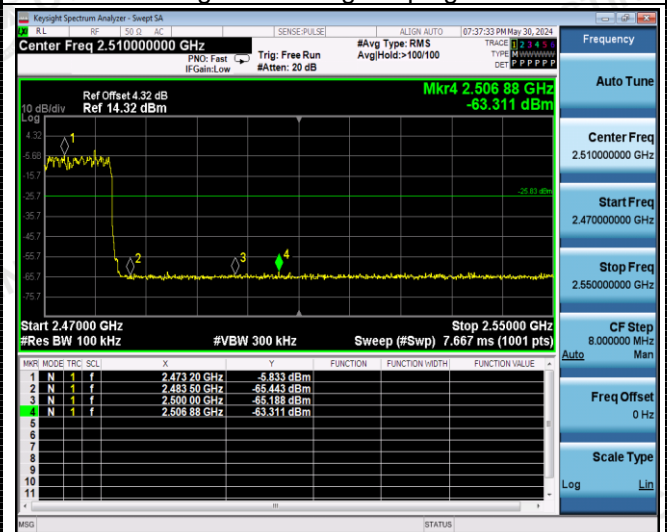 Keysight Spectrum Analyzer - Swept SA
RL RF 50 Ω AC SENSE:PULSE ALIGN AUTO 07:37:33 PM May 30, 2024
Center Freq 2.510000000 GHz
PNO: Fast
IFGain:Low
Trig: Free Run
#Atten: 20 dB
#Avg Type: RMS
Avg|Hold:>100/100
TRACE 1 2 3 4 5 6
TYPE M W W W W W
DET P P P P P P
Frequency
Mkr4 2.506 88 GHz
-63.311 dBm
Ref Offset 4.32 dB
Ref 14.32 dBm
10 dB/div
Log
4.32
-5.68
-15.7
-25.7
-35.7
-45.7
-55.7
-65.7
-75.7
1
2
3
4
Start 2.47000 GHz
Stop 2.55000 GHz
#Res BW 100 kHz
#VBW 300 kHz
Sweep (#Swp) 7.667 ms (1001 pts)
MKR MODE TRC SCL X Y FUNCTION FUNCTION WIDTH FUNCTION VALUE
1 N 1 f 2.473 20 GHz -5.833 dBm
2 N 1 f 2.483 50 GHz -65.443 dBm
3 N 1 f 2.500 00 GHz -65.188 dBm
4 N 1 f 2.506 88 GHz -63.311 dBm
5
6
7
8
9
10
11
MSG
STATUS
Auto Tune
Center Freq
2.510000000 GHz
Start Freq
2.470000000 GHz
Stop Freq
2.550000000 GHz
CF Step
8.000000 MHz
Auto Man
Freq Offset
0 Hz
Scale Type
Log Lin